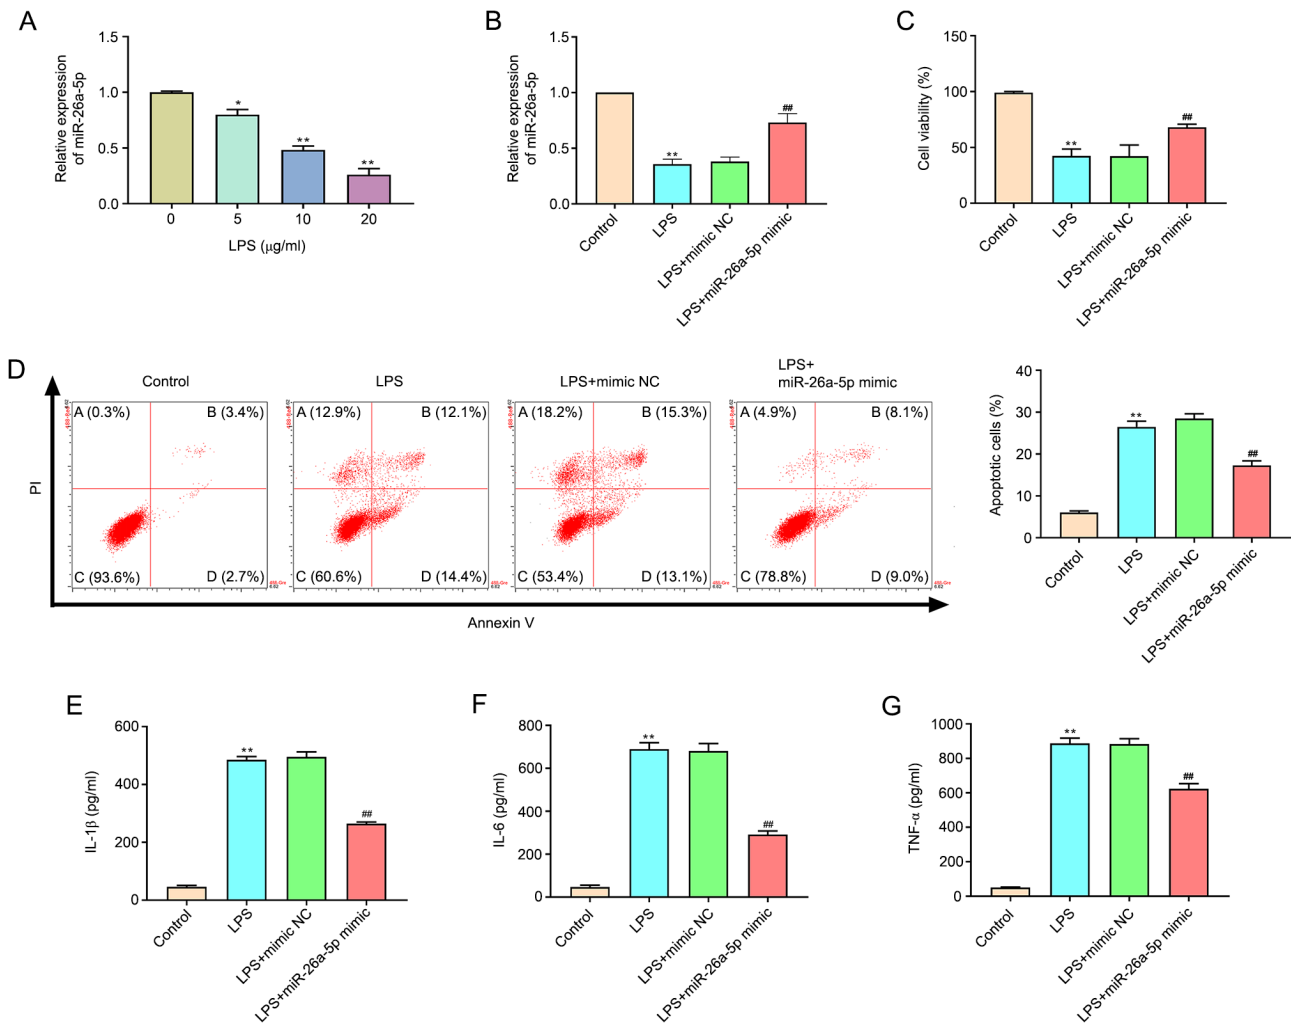 A
Relative expression
of miR-26a-5p
1.5
1.0
0.5
0.0
*
**
**
0
5
10
20
LPS (μg/ml)
B
Relative expression
of miR-26a-5p
1.5
1.0
0.5
0.0
**
##
Control
LPS
LPS+mimic NC
LPS+miR-26a-5p mimic
C
Cell viability (%)
150
100
50
0
**
##
Control
LPS
LPS+mimic NC
LPS+miR-26a-5p mimic
D
PI
Control
A (0.3%)
B (3.4%)
C (93.6%)
D (2.7%)
LPS
A (12.9%)
B (12.1%)
C (60.6%)
D (14.4%)
LPS+mimic NC
A (18.2%)
B (15.3%)
C (53.4%)
D (13.1%)
LPS+
miR-26a-5p mimic
A (4.9%)
B (8.1%)
C (78.8%)
D (9.0%)
Annexin V
Apoptotic cells (%)
40
30
20
10
0
**
##
Control
LPS
LPS+mimic NC
LPS+miR-26a-5p mimic
E
IL-1β (pg/ml)
600
400
200
0
**
##
Control
LPS
LPS+mimic NC
LPS+miR-26a-5p mimic
F
IL-6 (pg/ml)
800
600
400
200
0
**
##
Control
LPS
LPS+mimic NC
LPS+miR-26a-5p mimic
G
TNF-α (pg/ml)
1000
800
600
400
200
0
**
##
Control
LPS
LPS+mimic NC
LPS+miR-26a-5p mimic